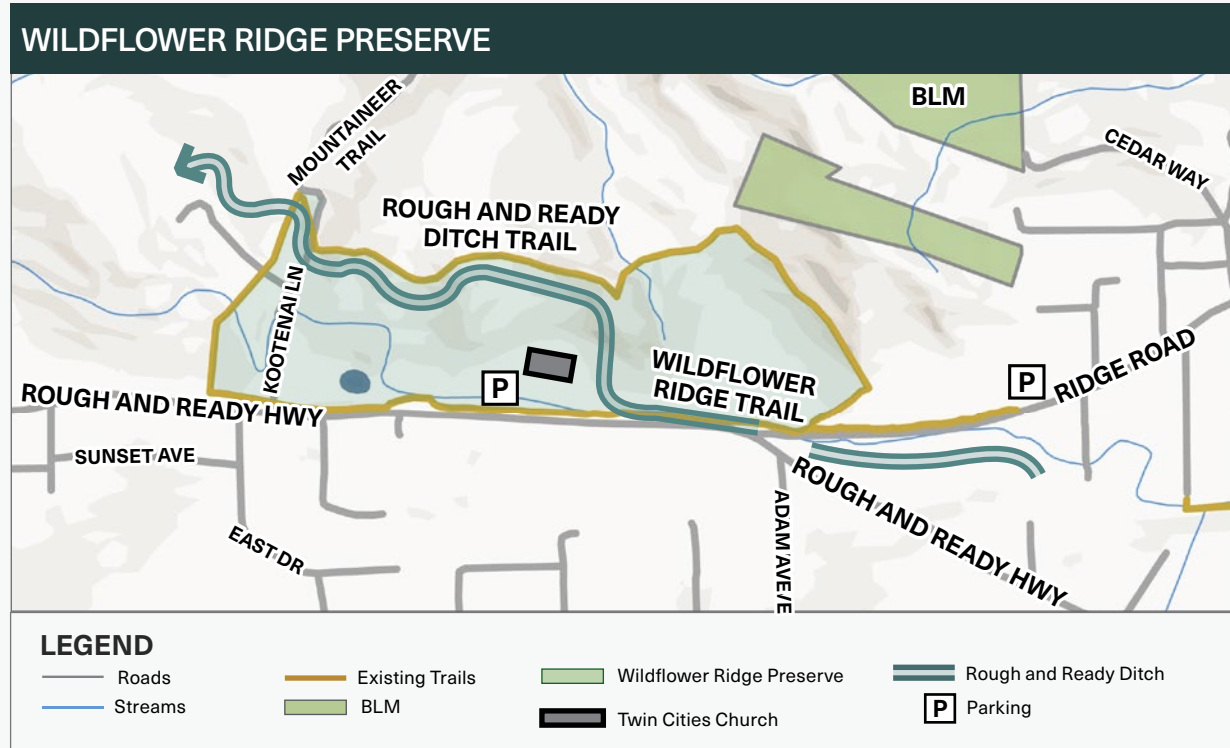 WILDFLOWER RIDGE PRESERVE
BLM
MOUNTAINEER
TRAIL
CEDAR WAY
ROUGH AND READY
DITCH TRAIL
KOOTENAI LN
WILDFLOWER
RIDGE TRAIL
P
P
RIDGE ROAD
ROUGH AND READY HWY
SUNSET AVE
ROUGH AND READY HWY
ADAM AVE/E
EAST DR
LEGEND
Roads
Existing Trails
Wildflower Ridge Preserve
Rough and Ready Ditch
Streams
BLM
Twin Cities Church
P Parking